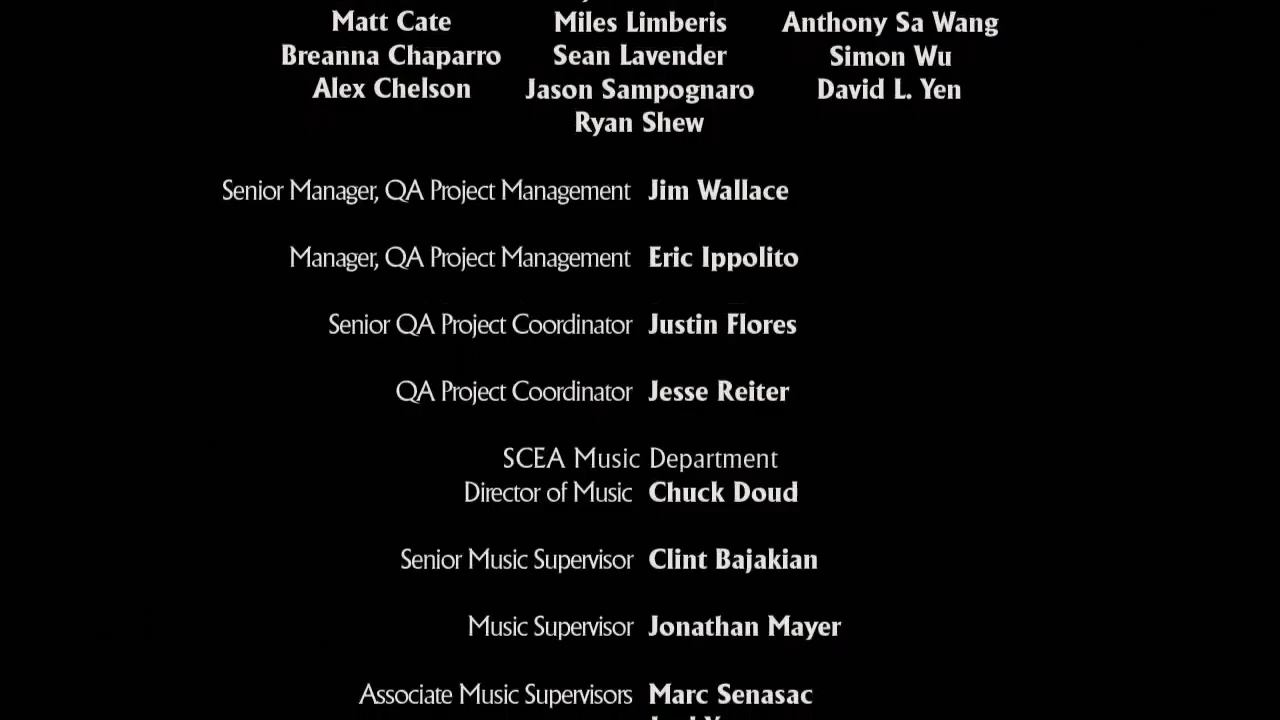 Matt Cate Miles Limberis Anthony Sa Wang
Breanna Chaparro Sean Lavender Simon Wu
Alex Chelson Jason Sampognaro David L. Yen
Ryan Shew
Senior Manager, QA Project Management Jim Wallace
Manager, QA Project Management Eric Ippolito
Senior QA Project Coordinator Justin Flores
QA Project Coordinator Jesse Reiter
SCEA Music Department
Director of Music Chuck Doud
Senior Music Supervisor Clint Bajakian
Music Supervisor Jonathan Mayer
Associate Music Supervisors Marc Senasac